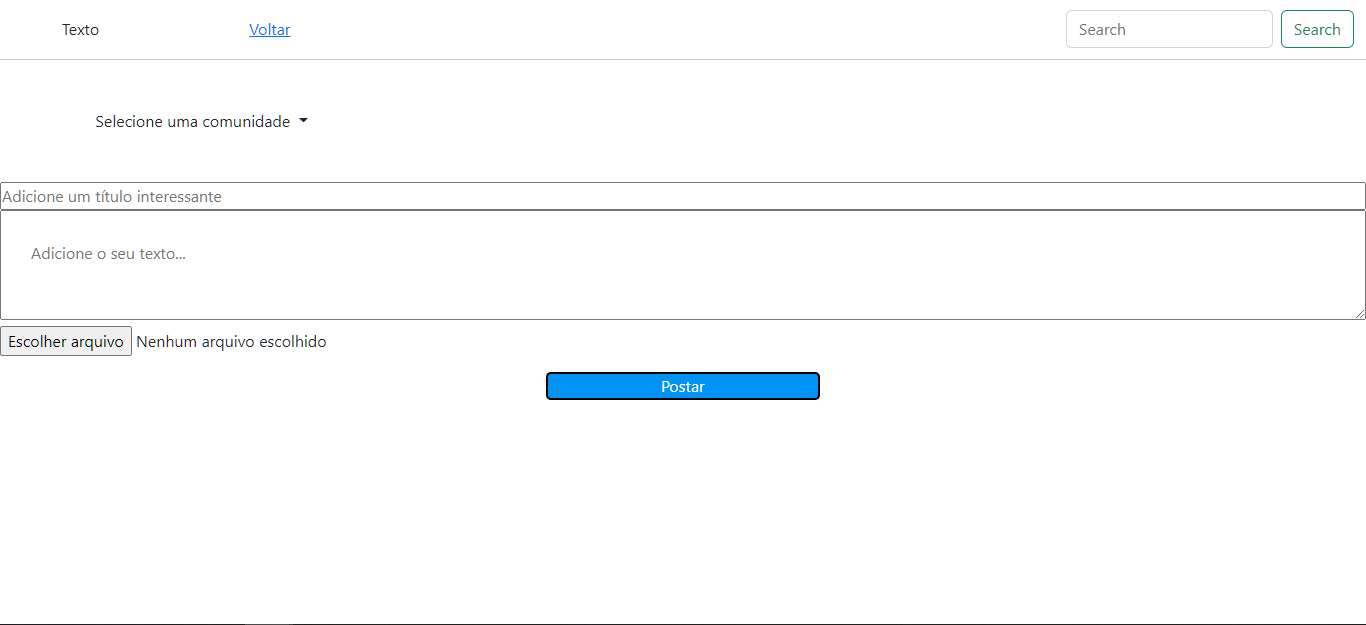 Texto Voltar Search Search
Selecione uma comunidade
Adicione um título interessante
Adicione o seu texto...
Escolher arquivo Nenhum arquivo escolhido
Postar